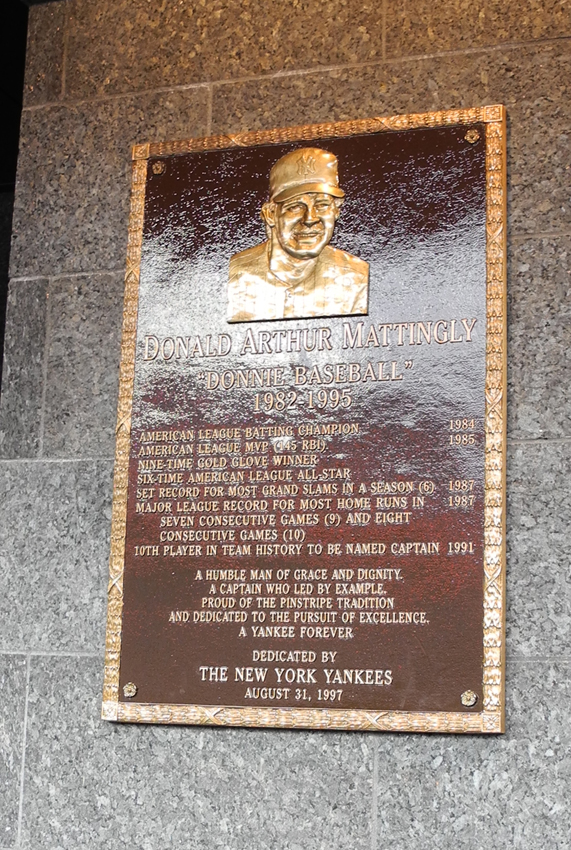 NY
DONALD ARTHUR MATTINGLY
"DONNIE BASEBALL"
1982-1995
AMERICAN LEAGUE BATTING CHAMPION 1984
AMERICAN LEAGUE MVP (145 RBI) 1985
NINE-TIME GOLD GLOVE WINNER
SIX-TIME AMERICAN LEAGUE ALL-STAR
SET RECORD FOR MOST GRAND SLAMS IN A SEASON (6) 1987
MAJOR LEAGUE RECORD FOR MOST HOME RUNS IN 1987
SEVEN CONSECUTIVE GAMES (9) AND EIGHT
CONSECUTIVE GAMES (10)
10TH PLAYER IN TEAM HISTORY TO BE NAMED CAPTAIN 1991
A HUMBLE MAN OF GRACE AND DIGNITY.
A CAPTAIN WHO LED BY EXAMPLE.
PROUD OF THE PINSTRIPE TRADITION
AND DEDICATED TO THE PURSUIT OF EXCELLENCE.
A YANKEE FOREVER
DEDICATED BY
THE NEW YORK YANKEES
AUGUST 31, 1997